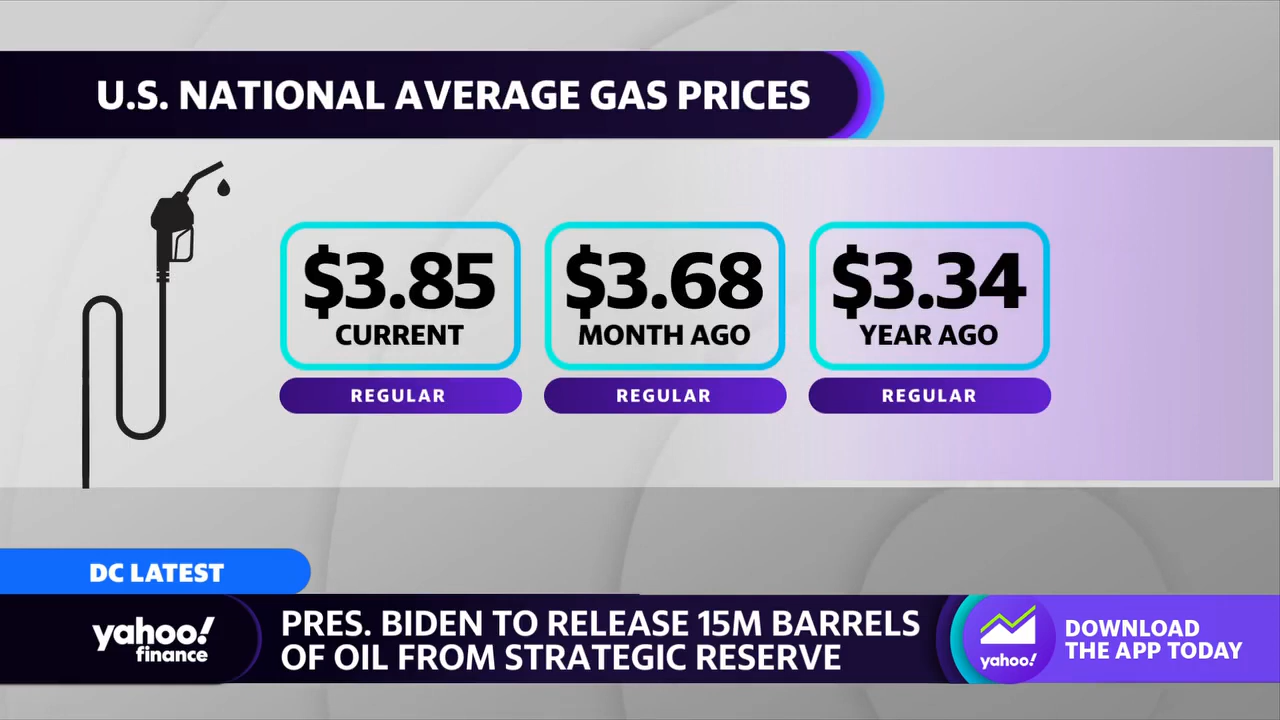 U.S. NATIONAL AVERAGE GAS PRICES
$3.85
CURRENT
REGULAR
$3.68
MONTH AGO
REGULAR
$3.34
YEAR AGO
REGULAR
DC LATEST
yahoo!
finance
PRES. BIDEN TO RELEASE 15M BARRELS
OF OIL FROM STRATEGIC RESERVE
yahoo!
DOWNLOAD
THE APP TODAY